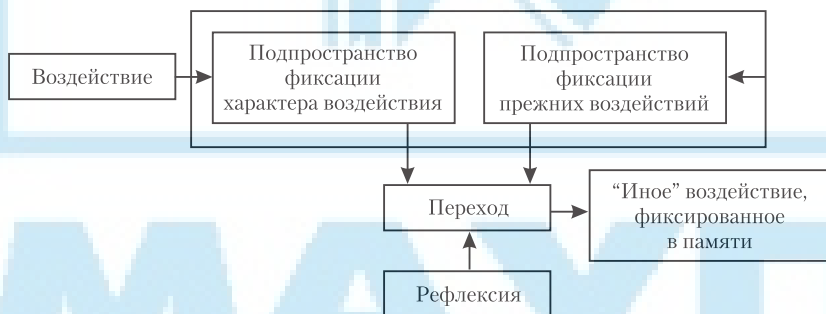 Воздействие
Подпространство
фиксации
характера воздействия
Подпространство
фиксации
прежних воздействий
Переход
“Иное” воздействие,
фиксированное
в памяти
Рефлексия